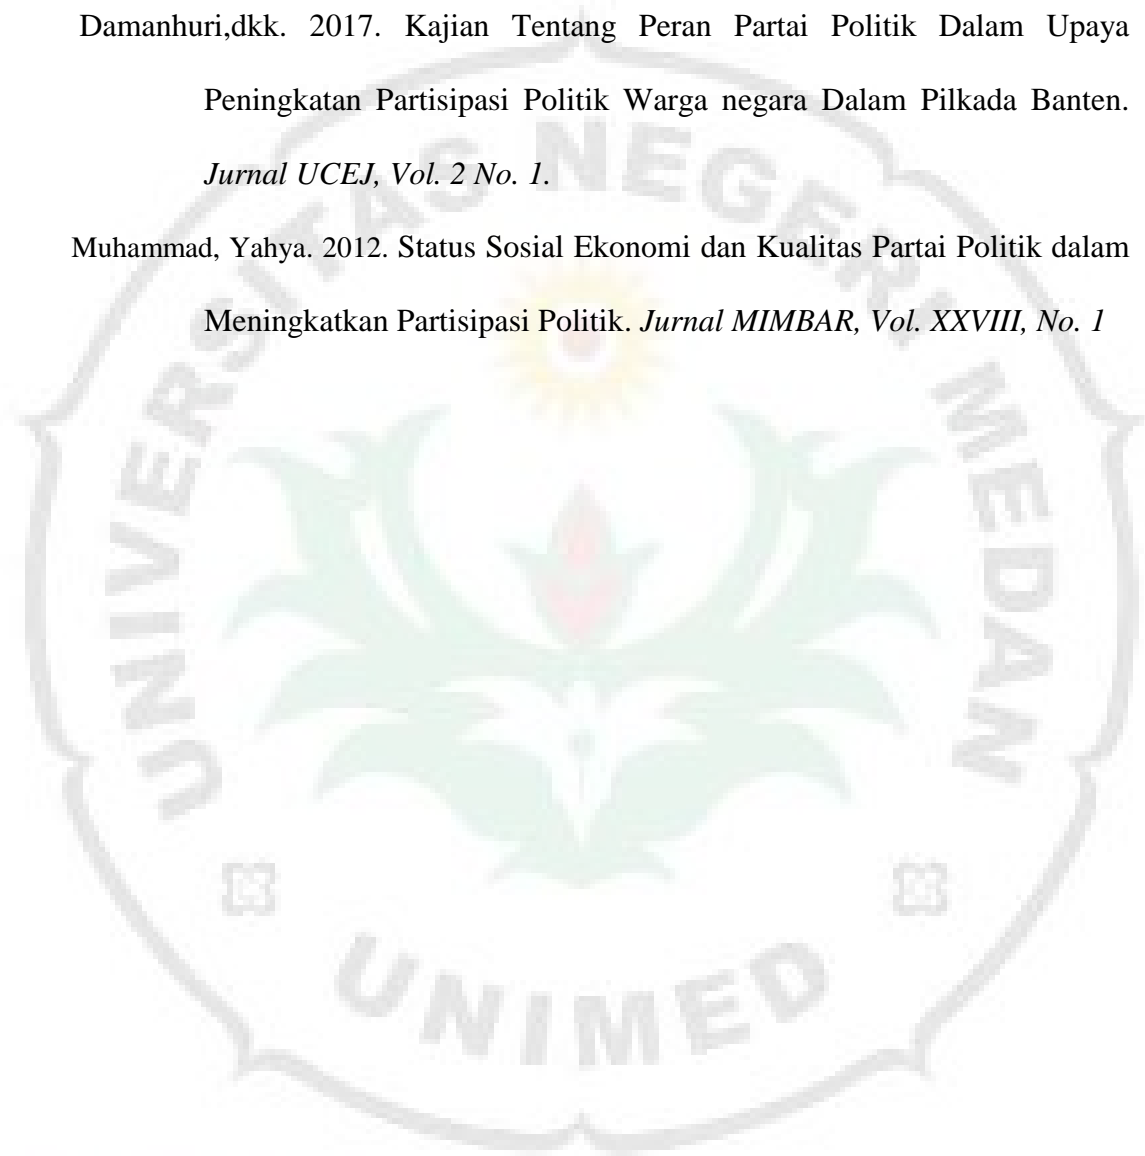 Damanhuri,dkk. 2017. Kajian Tentang Peran Partai Politik Dalam Upaya
Peningkatan Partisipasi Politik Warga negara Dalam Pilkada Banten.
Jurnal UCEJ, Vol. 2 No. 1.
Muhammad, Yahya. 2012. Status Sosial Ekonomi dan Kualitas Partai Politik dalam
Meningkatkan Partisipasi Politik. Jurnal MIMBAR, Vol. XXVIII, No. 1
UNIVERSITAS NEGERI MEDAN
UNIMED